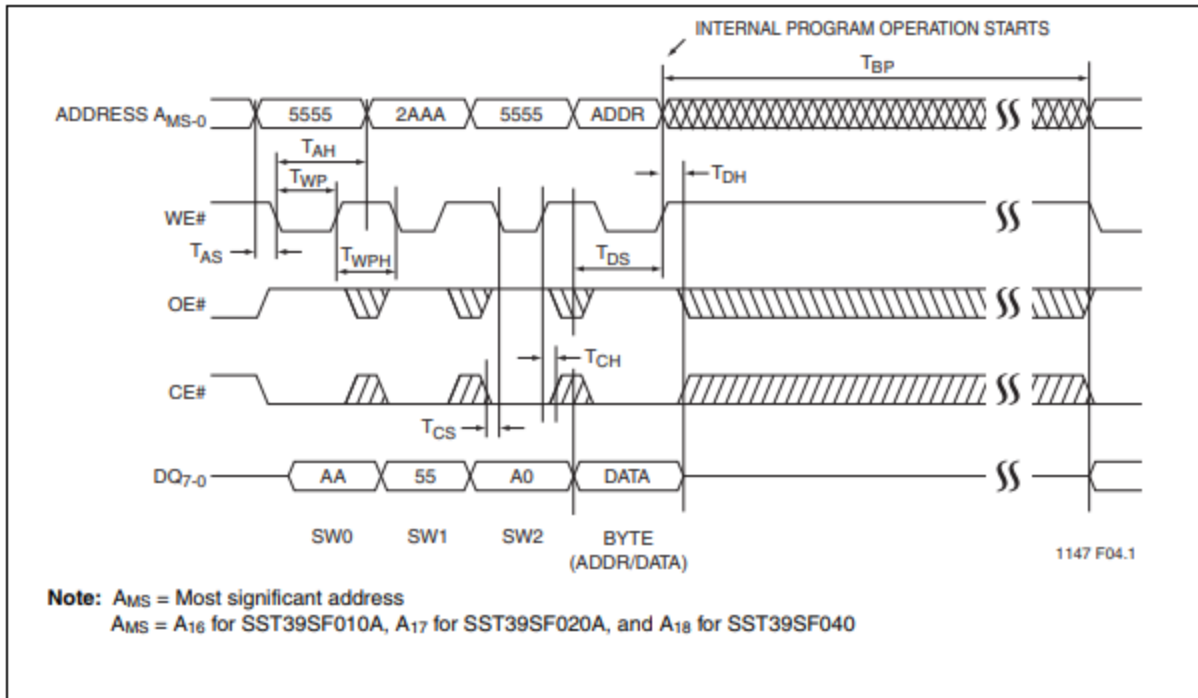 INTERNAL PROGRAM OPERATION STARTS
TBP
ADDRESS AMS-0
5555 2AAA 5555 ADDR
TAH
TWP
TDH
WE#
TAS
TWPH
TDS
OE#
TCH
CE#
TCS
DQ7-0
AA 55 A0 DATA
SW0 SW1 SW2 BYTE
(ADDR/DATA)
1147 F04.1
Note: AMS = Most significant address
AMS = A16 for SST39SF010A, A17 for SST39SF020A, and A18 for SST39SF040